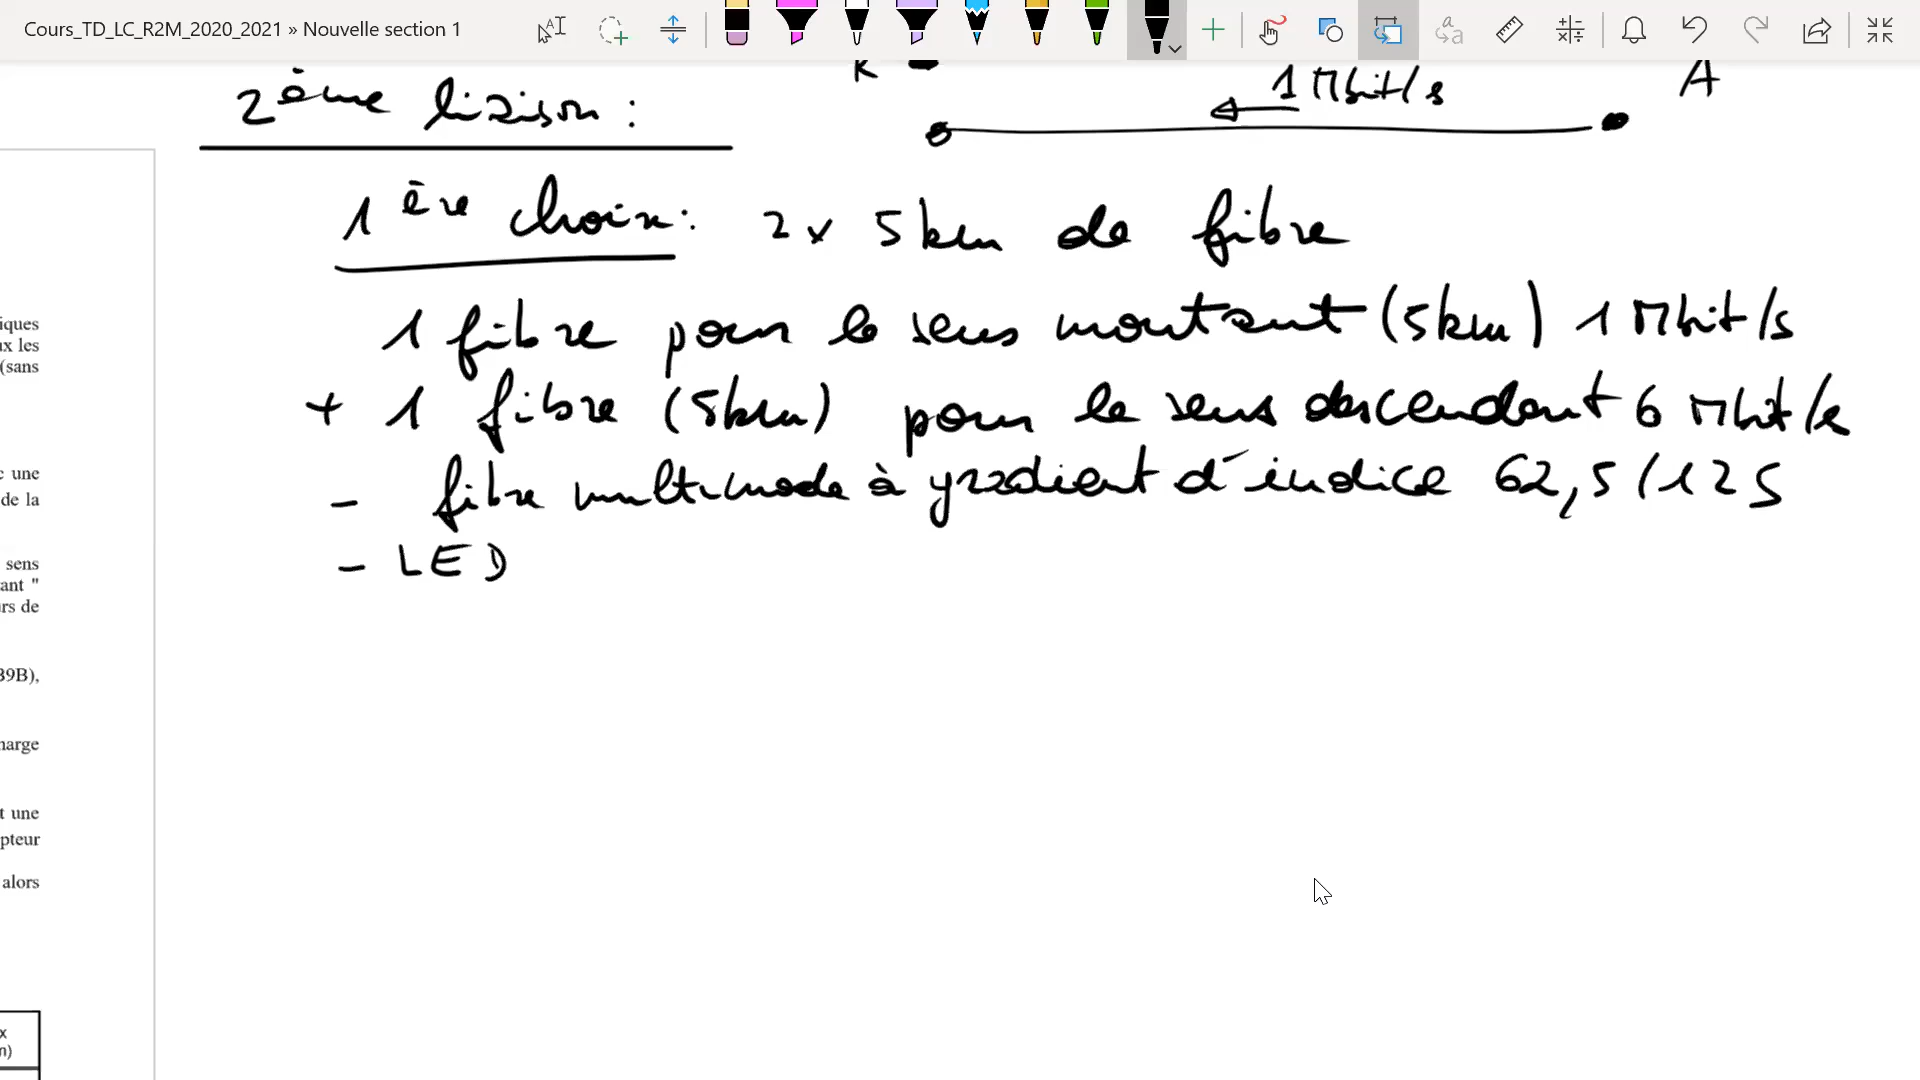 Cours_TD_LC_R2M_2020_2021 » Nouvelle section 1
R
1 Mbit/s
A
2ème liaison :
1ère choix : 2 x 5 km de fibre
1 fibre pour le sens montant (5km) 1 Mbit/s
+ 1 fibre (5km) pour le sens descendant 6 Mbit/s
- fibre multimode à gradient d'indice 62,5/125
- LED
iques
ux les
(sans
c une
de la
sens
ant "
rs de
39B),
harge
t une
pteur
alors
x
n)